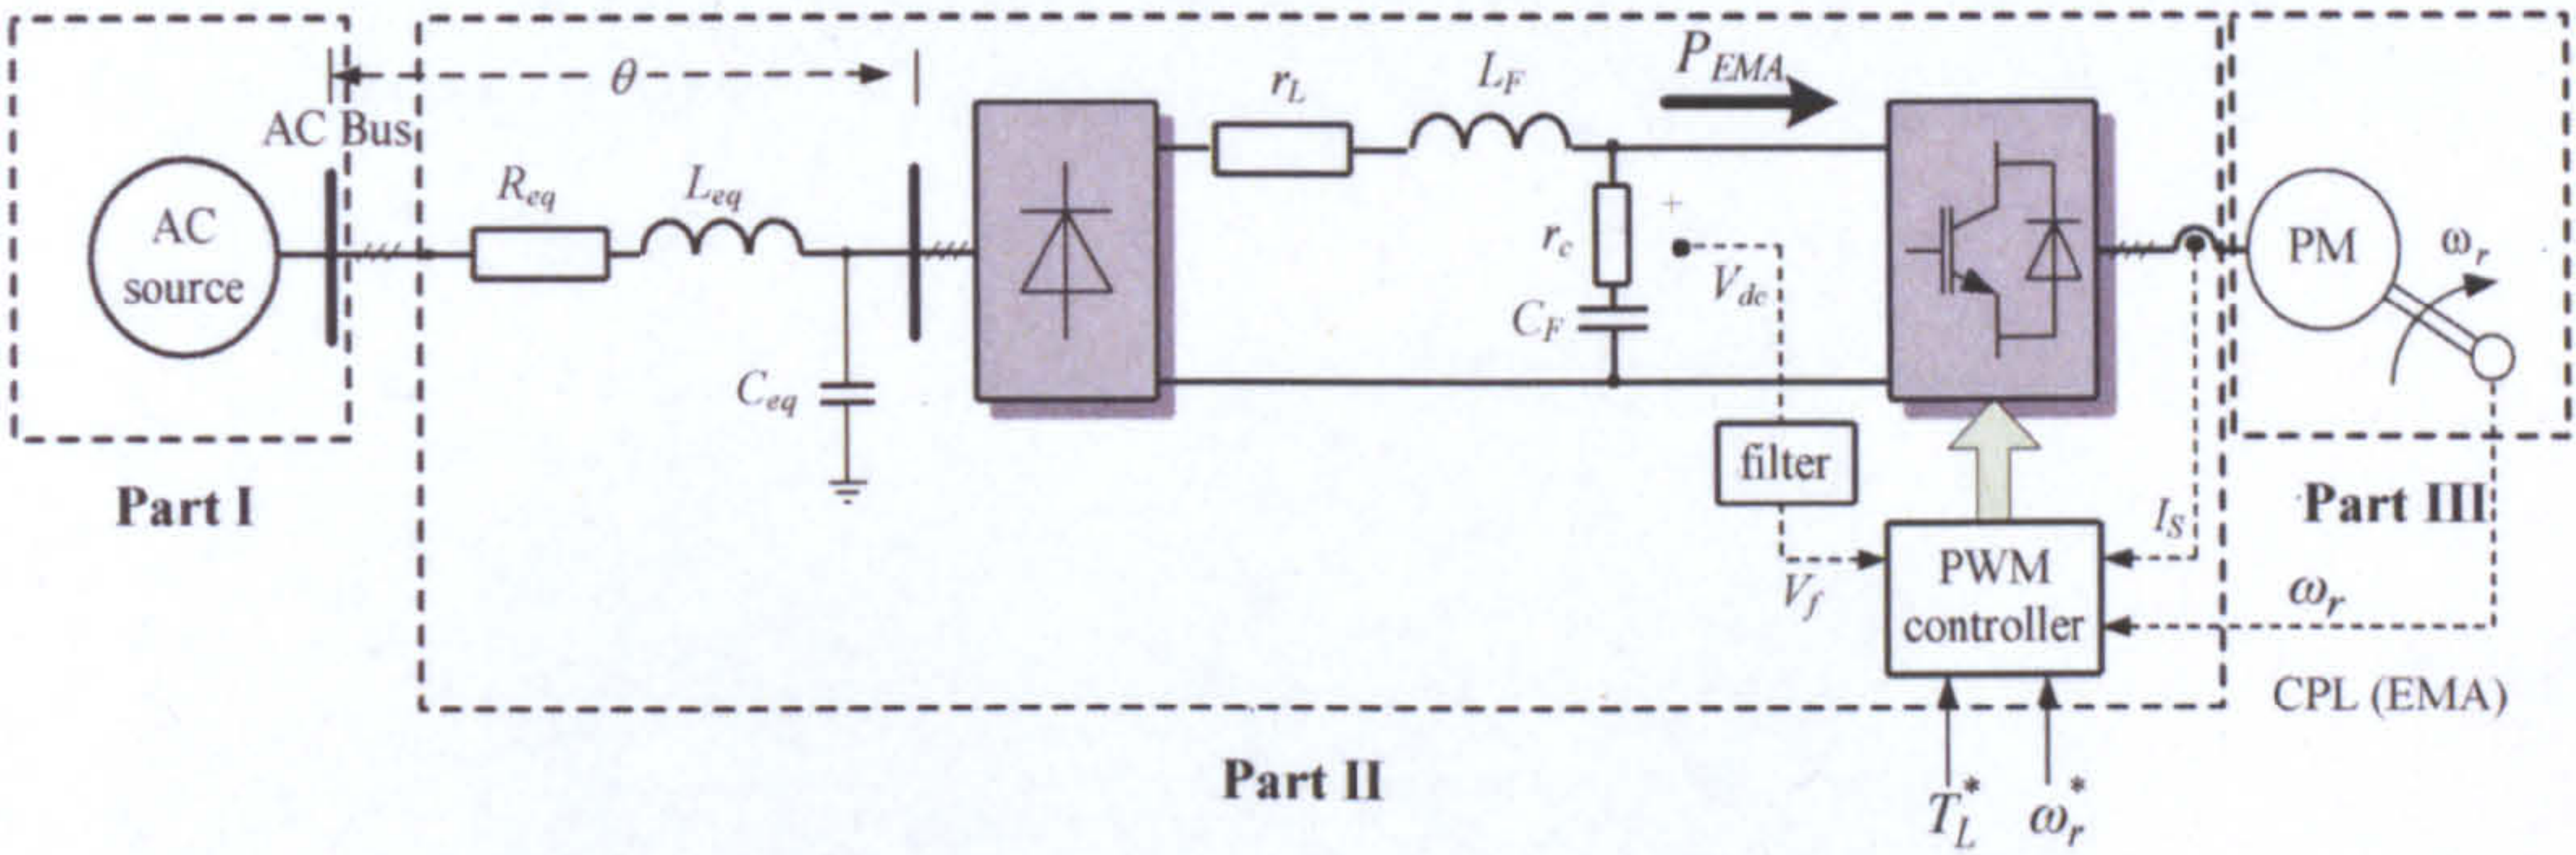 θ
AC Bus
AC
source
R_eq
L_eq
C_eq
r_L
L_F
P_EMA
r_c
C_F
+
V_dc
filter
V_f
PWM
controller
I_S
ω_r
T_L^*
ω_r^*
PM
ω_r
CPL (EMA)
Part I
Part II
Part III